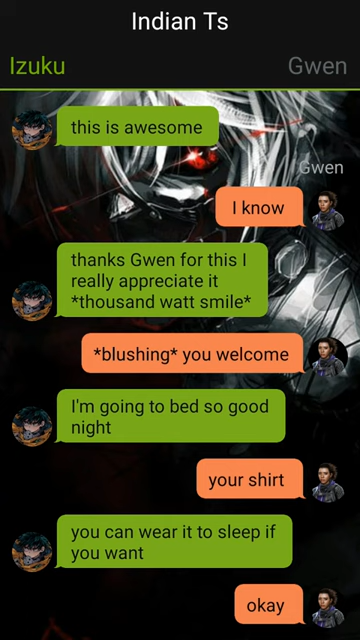 Indian Ts
Izuku
Gwen
this is awesome
Gwen
I know
thanks Gwen for this I
really appreciate it
*thousand watt smile*
*blushing* you welcome
I'm going to bed so good
night
your shirt
you can wear it to sleep if
you want
okay